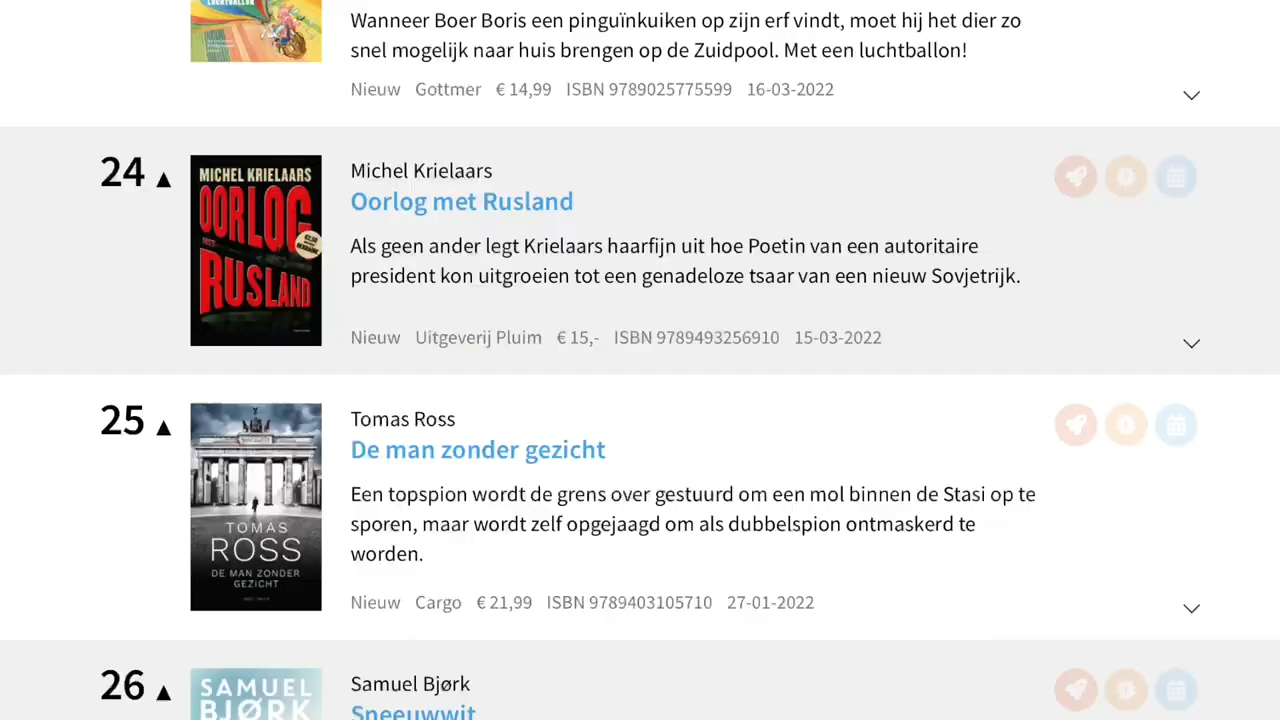 LUCHTBALLON
Wanneer Boer Boris een pinguïnkuiken op zijn erf vindt, moet hij het dier zo
snel mogelijk naar huis brengen op de Zuidpool. Met een luchtballon!
Nieuw Gottmer € 14,99 ISBN 9789025775599 16-03-2022
24 ▲
MICHEL KRIELAARS
OORLOG
MET
RUSLAND
Michel Krielaars
Oorlog met Rusland
Als geen ander legt Krielaars haarfijn uit hoe Poetin van een autoritaire
president kon uitgroeien tot een genadeloze tsaar van een nieuw Sovjetrijk.
Nieuw Uitgeverij Pluim € 15,- ISBN 9789493256910 15-03-2022
25 ▲
TOMAS
ROSS
DE MAN ZONDER
GEZICHT
Tomas Ross
De man zonder gezicht
Een topspion wordt de grens over gestuurd om een mol binnen de Stasi op te
sporen, maar wordt zelf opgejaagd om als dubbelspion ontmaskerd te
worden.
Nieuw Cargo € 21,99 ISBN 9789403105710 27-01-2022
26 ▲
SAMUEL
BJØRK
Samuel Bjørk
Sneeuwwit